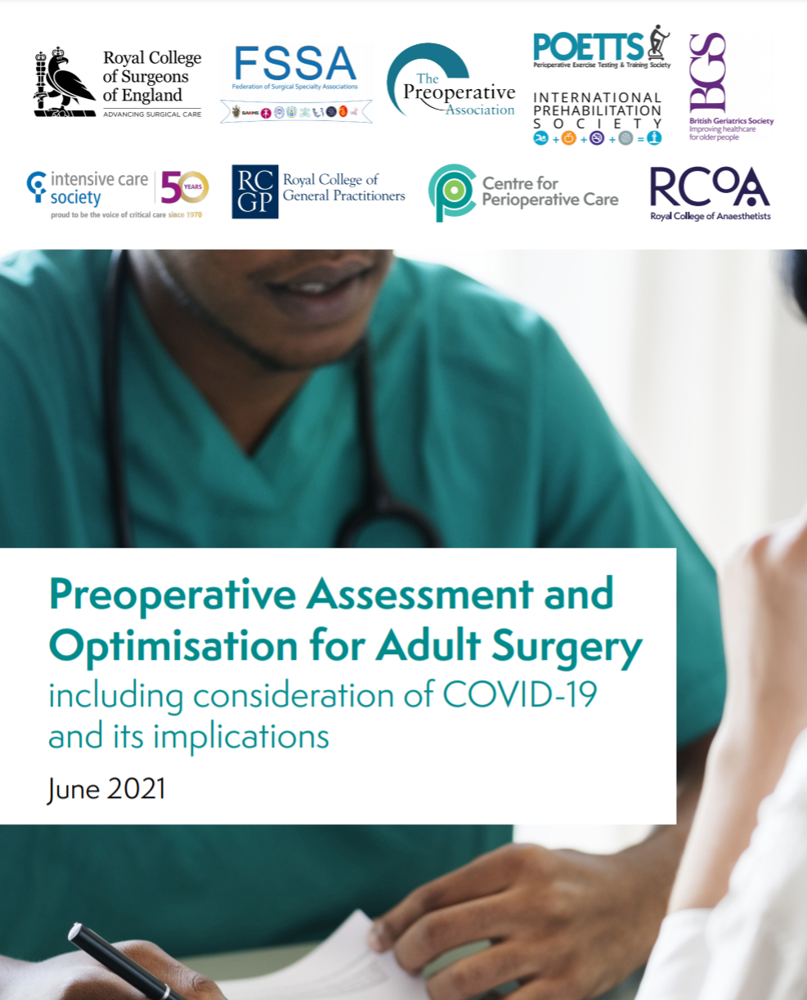 Royal College
of Surgeons
of England
ADVANCING SURGICAL CARE
FSSA
Federation of Surgical Specialty Associations
The
Preoperative
Association
POETTS
Perioperative Exercise Testing & Training Society
INTERNATIONAL
PREHABILITATION
SOCIETY
+ + + =
BGS
British Geriatrics Society
Improving healthcare
for older people
intensive care
society
50
YEARS
proud to be the voice of critical care since 1970
RC
GP
Royal College of
General Practitioners
Centre for
Perioperative Care
RCOA
Royal College of Anaesthetists
Preoperative Assessment and
Optimisation for Adult Surgery
including consideration of COVID-19
and its implications
June 2021